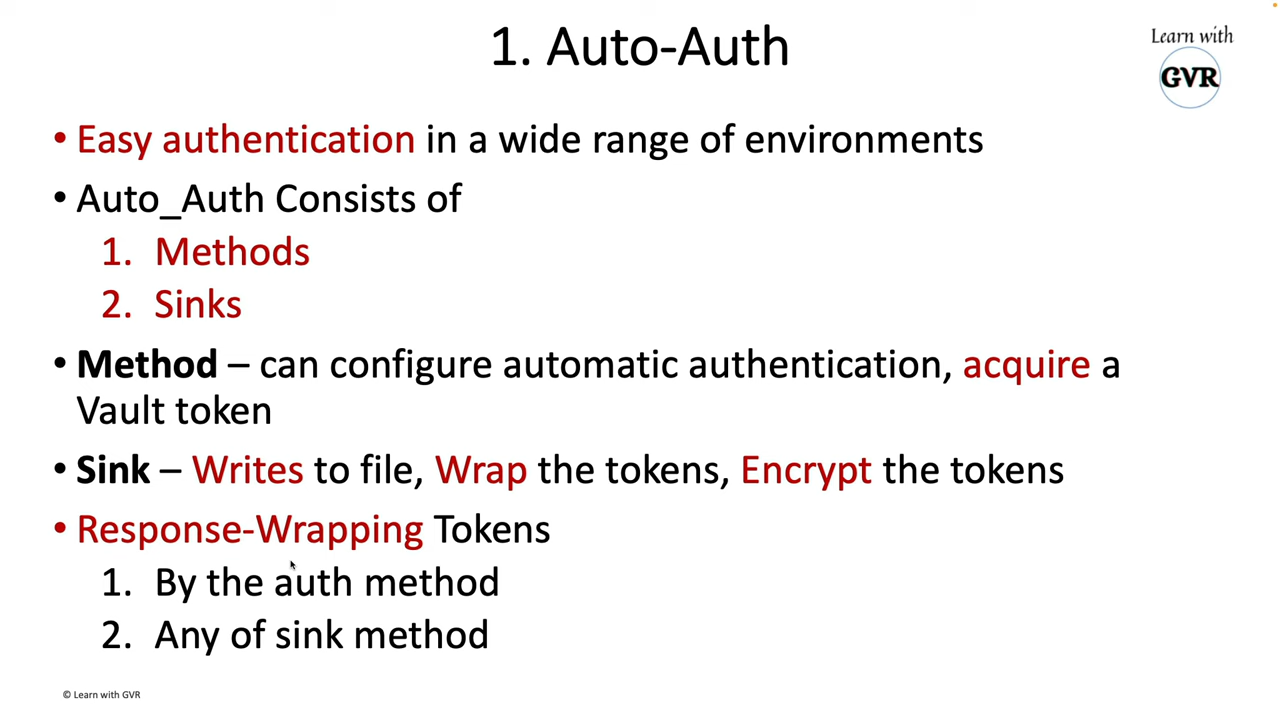 1. Auto-Auth
Learn with
GVR
• Easy authentication in a wide range of environments
• Auto_Auth Consists of
1. Methods
2. Sinks
• Method – can configure automatic authentication, acquire a
Vault token
• Sink – Writes to file, Wrap the tokens, Encrypt the tokens
• Response-Wrapping Tokens
1. By the auth method
2. Any of sink method
© Learn with GVR